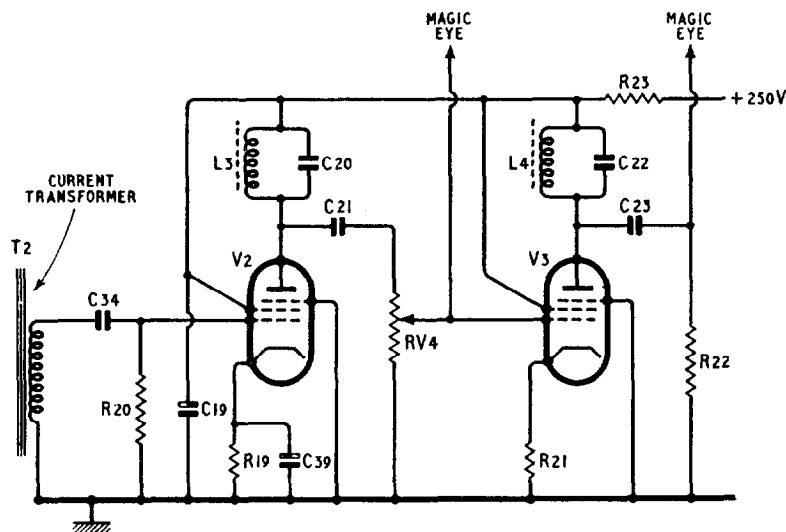 MAGIC
EYE
MAGIC
EYE
R23
+250V
L3
C20
L4
C22
CURRENT
TRANSFORMER
C21
C23
T2
V2
V3
C34
RV4
R22
R20
C19
R19
C39
R21